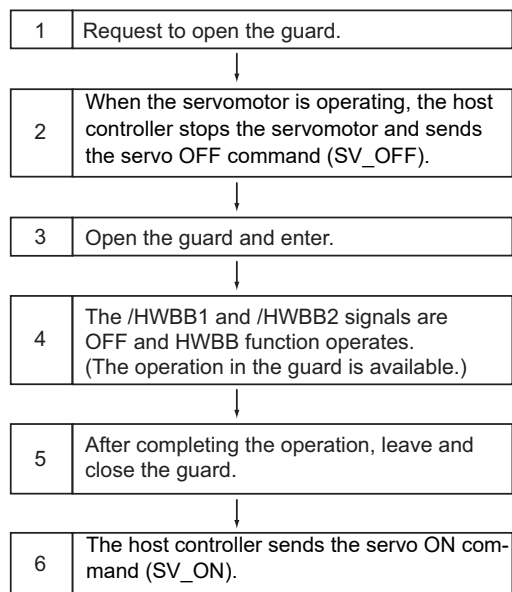 1 Request to open the guard.
2 When the servomotor is operating, the host
controller stops the servomotor and sends
the servo OFF command (SV_OFF).
3 Open the guard and enter.
4 The /HWBB1 and /HWBB2 signals are
OFF and HWBB function operates.
(The operation in the guard is available.)
5 After completing the operation, leave and
close the guard.
6 The host controller sends the servo ON com-
mand (SV_ON).